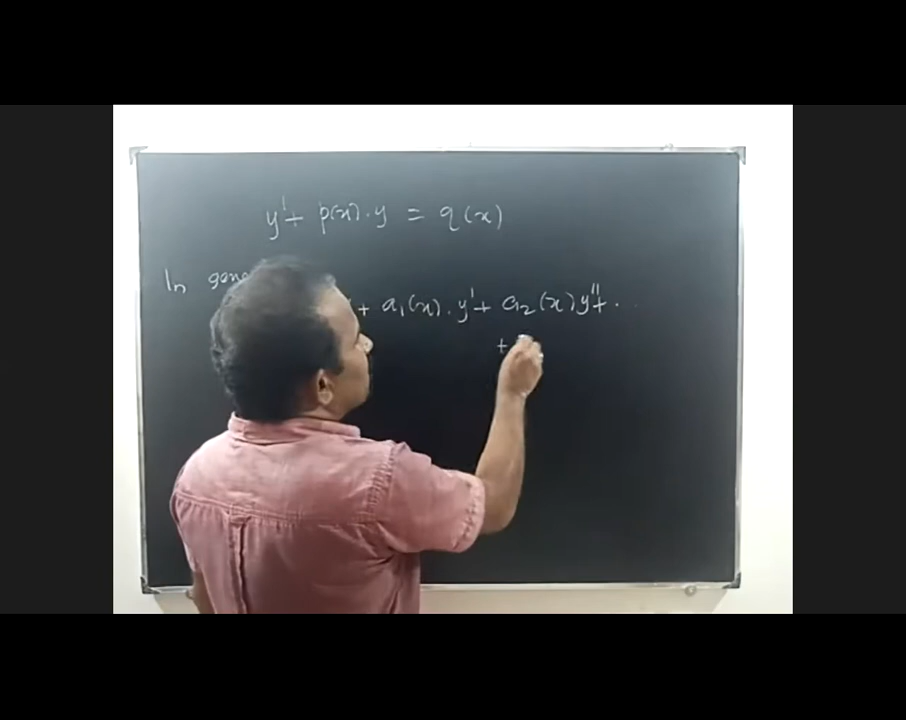 y' + p(x) . y = q(x)
In
+ a₁(x) . y' + a₂(x) y'' + . . .
+